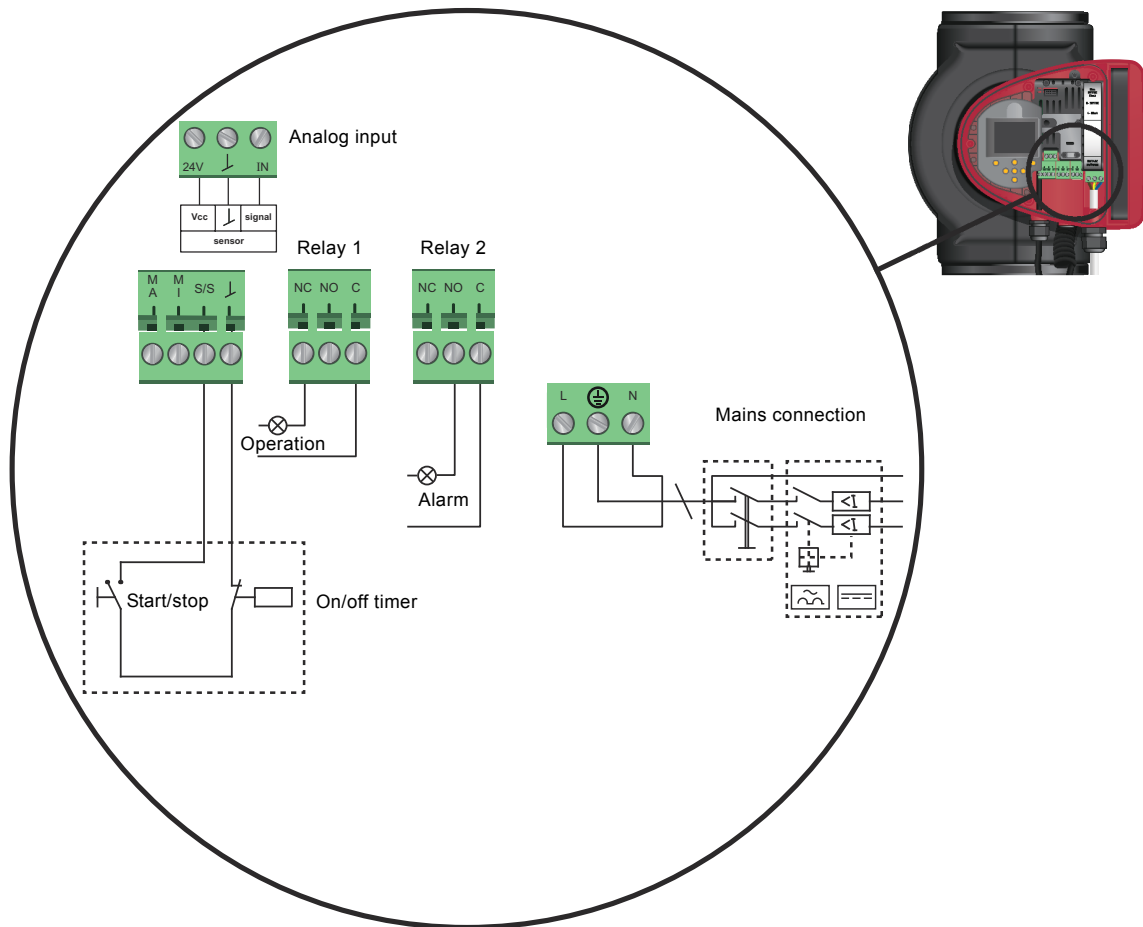 Analog input
24V IN
Vcc signal
sensor
Relay 1
Relay 2
M A M I S/S
NC NO C
NC NO C
Operation
Alarm
L N
Mains connection
Start/stop
On/off timer
<I
<I